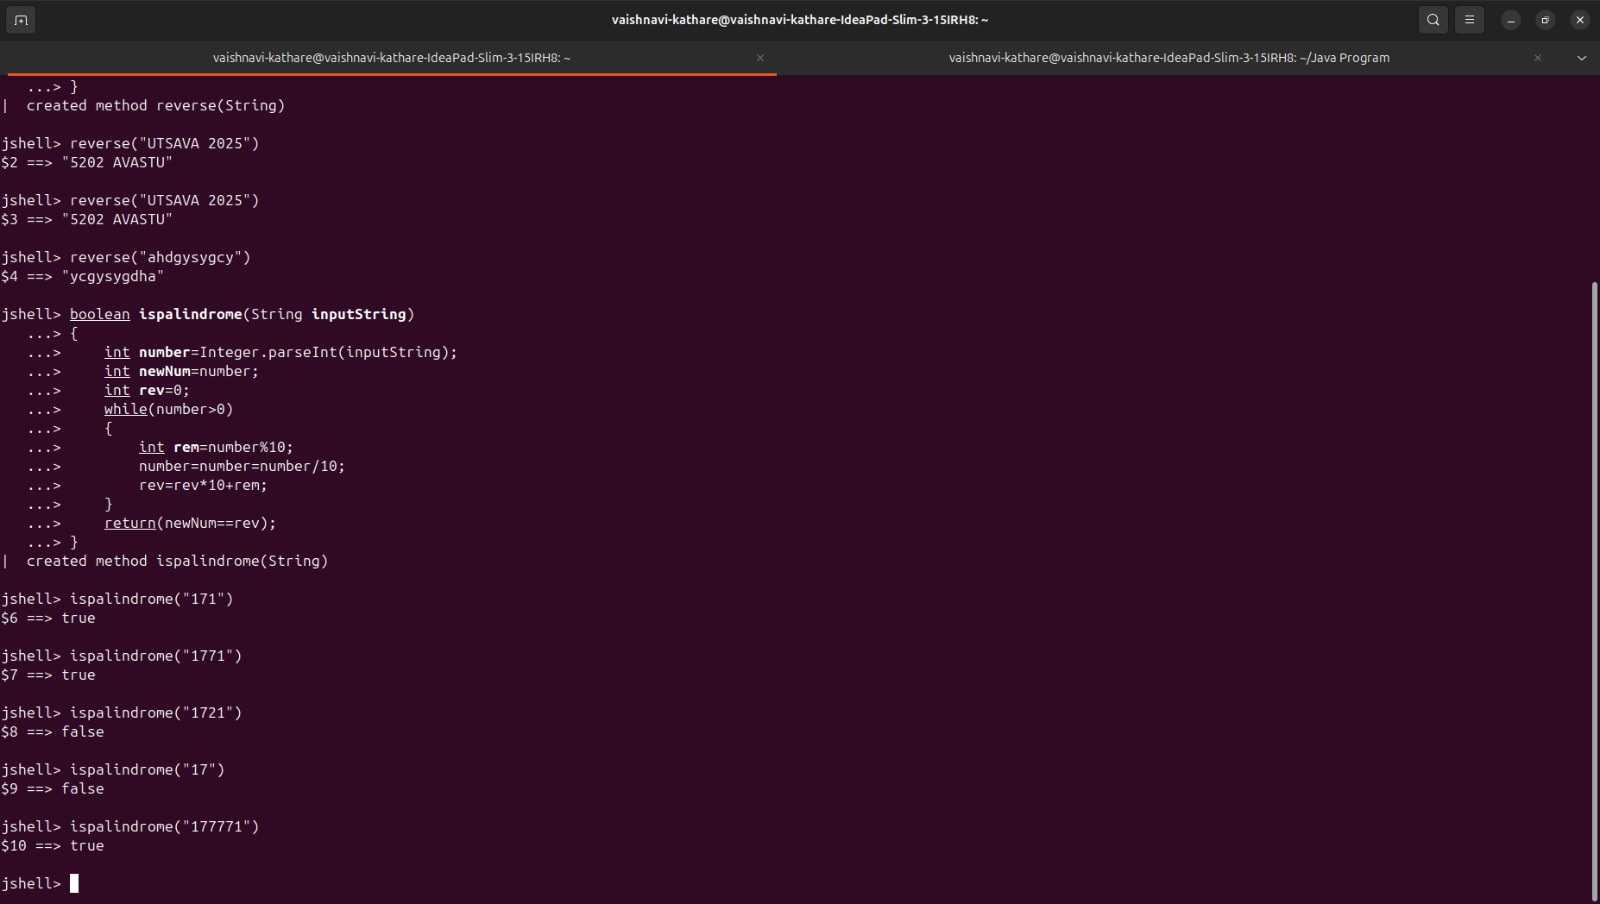 vaishnavi-kathare@vaishnavi-kathare-IdeaPad-Slim-3-15IRH8: ~
vaishnavi-kathare@vaishnavi-kathare-IdeaPad-Slim-3-15IRH8: ~
vaishnavi-kathare@vaishnavi-kathare-IdeaPad-Slim-3-15IRH8: ~/Java Program
   ...> }
|  created method reverse(String)
jshell> reverse("UTSAVA 2025")
$2 ==> "5202 AVASTU"
jshell> reverse("UTSAVA 2025")
$3 ==> "5202 AVASTU"
jshell> reverse("ahdgysygcy")
$4 ==> "ycgysygdha"
jshell> boolean ispalindrome(String inputString)
   ...> {
   ...>     int number=Integer.parseInt(inputString);
   ...>     int newNum=number;
   ...>     int rev=0;
   ...>     while(number>0)
   ...>     {
   ...>         int rem=number%10;
   ...>         number=number=number/10;
   ...>         rev=rev*10+rem;
   ...>     }
   ...>     return(newNum==rev);
   ...> }
|  created method ispalindrome(String)
jshell> ispalindrome("171")
$6 ==> true
jshell> ispalindrome("1771")
$7 ==> true
jshell> ispalindrome("1721")
$8 ==> false
jshell> ispalindrome("17")
$9 ==> false
jshell> ispalindrome("177771")
$10 ==> true
jshell>